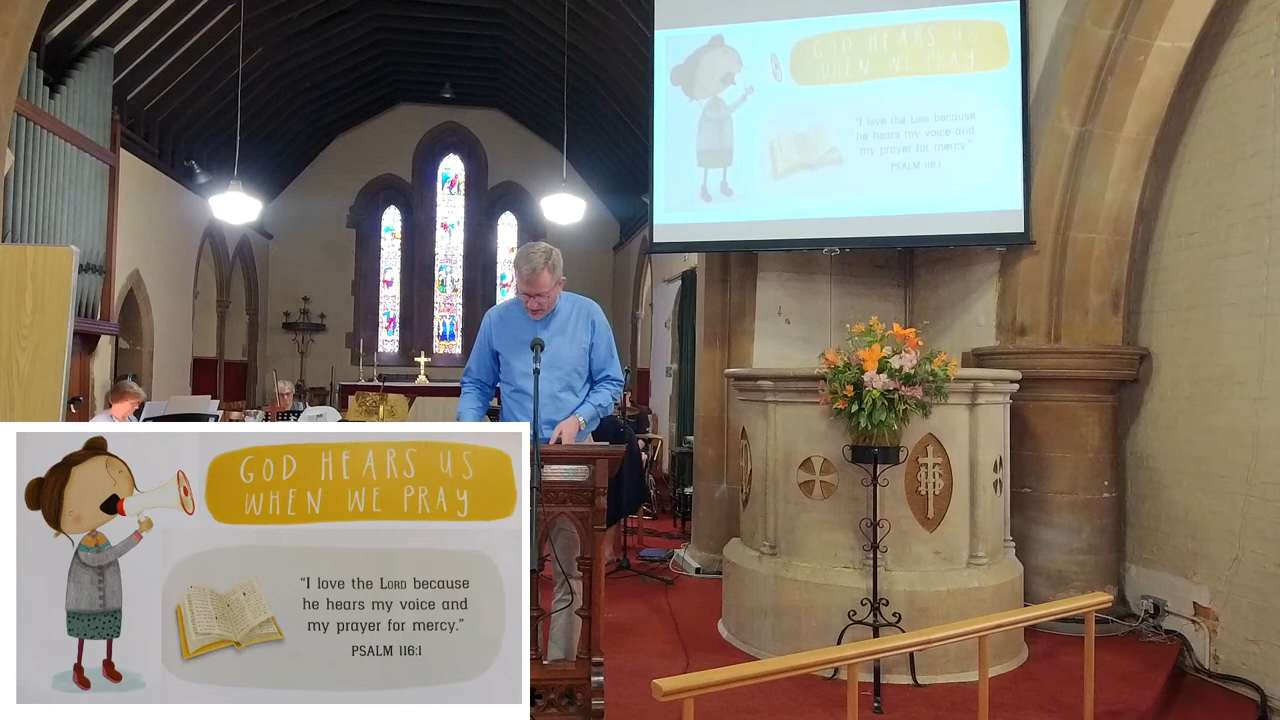 GOD HEARS US
WHEN WE PRAY
"I love the LORD because
he hears my voice and
my prayer for mercy."
PSALM 116:1
GOD HEARS US
WHEN WE PRAY
"I love the LORD because
he hears my voice and
my prayer for mercy."
PSALM 116:1